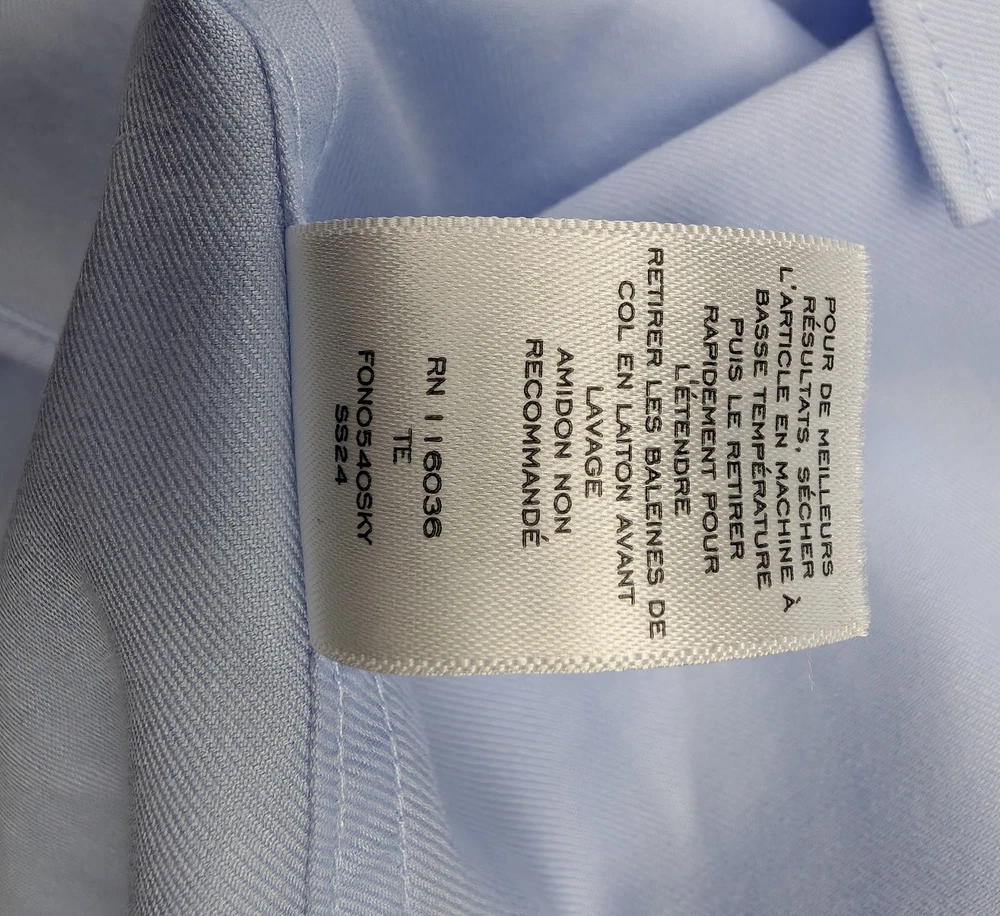 POUR DE MEILLEURS
RÉSULTATS, SÉCHER
L'ARTICLE EN MACHINE À
BASSE TEMPÉRATURE
PUIS LE RETIRER
RAPIDEMENT POUR
L'ÉTENDRE
RETIRER LES BALEINES DE
COL EN LAITON AVANT
LAVAGE
AMIDON NON
RECOMMANDÉ
RN 116036
TE
FONO540SKY
SS24